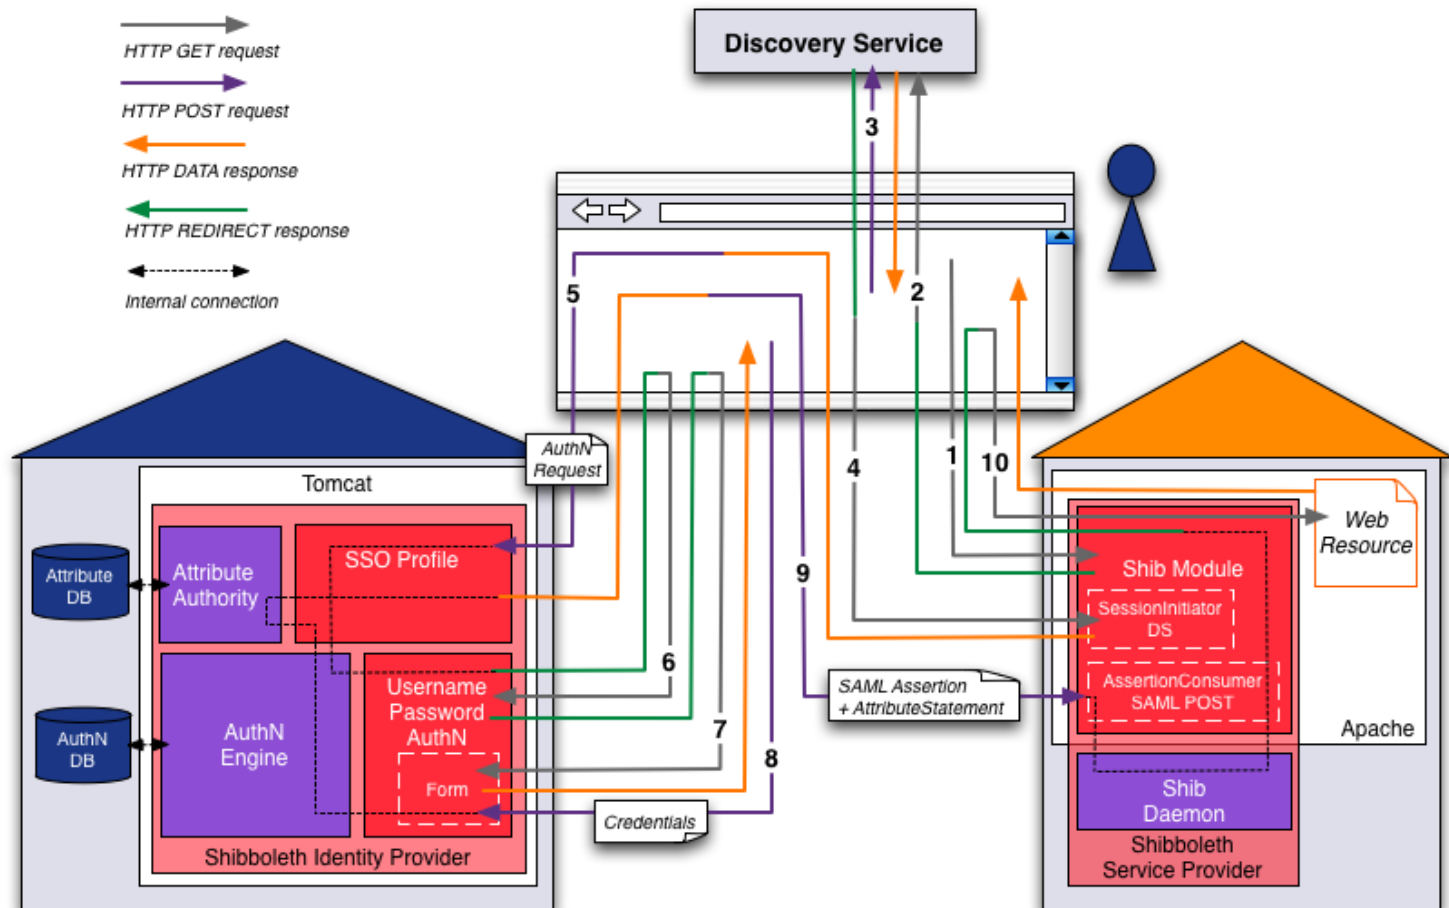 HTTP GET request
HTTP POST request
HTTP DATA response
HTTP REDIRECT response
Internal connection
Discovery Service
3
2
5
4
1
10
AuthN
Request
Tomcat
Attribute
DB
Attribute
Authority
SSO Profile
9
6
7
8
Username
Password
AuthN
AuthN
DB
AuthN
Engine
Form
Credentials
Shibboleth Identity Provider
SAML Assertion
+ AttributeStatement
Web
Resource
Shib Module
SessionInitiator
DS
AssertionConsumer
SAML POST
Apache
Shib
Daemon
Shibboleth
Service Provider